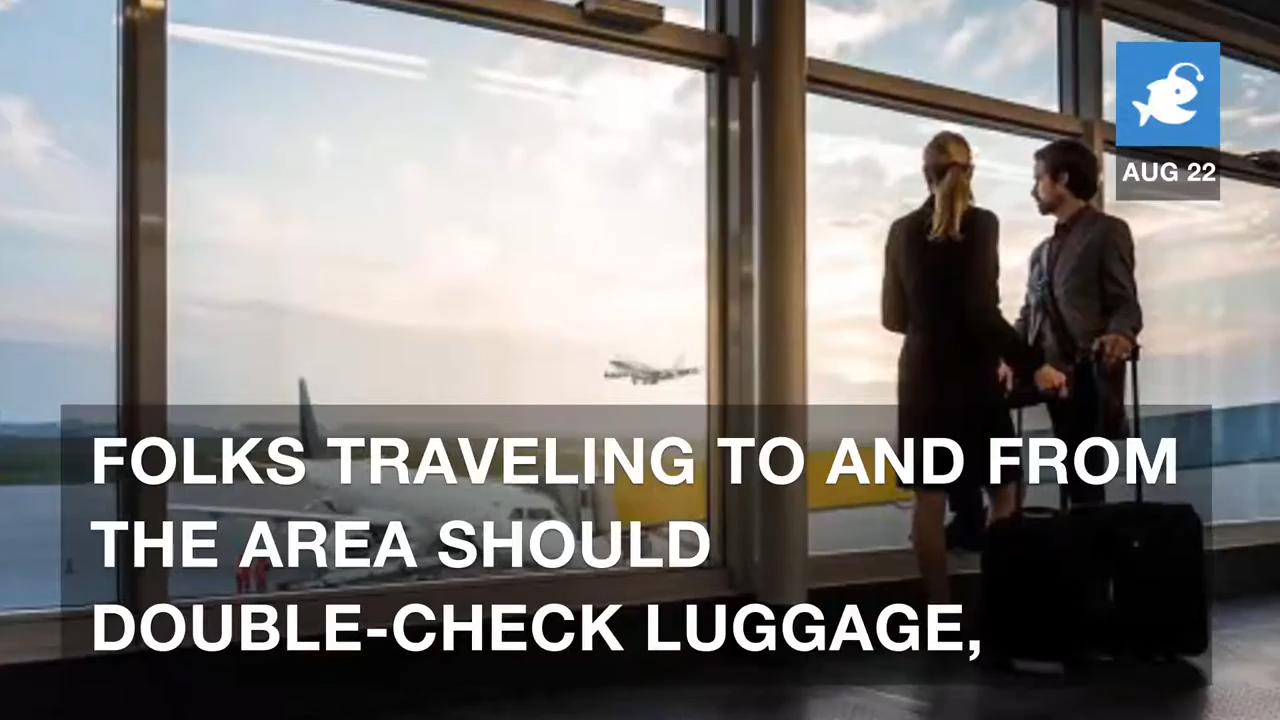 AUG 22
FOLKS TRAVELING TO AND FROM
THE AREA SHOULD
DOUBLE-CHECK LUGGAGE,